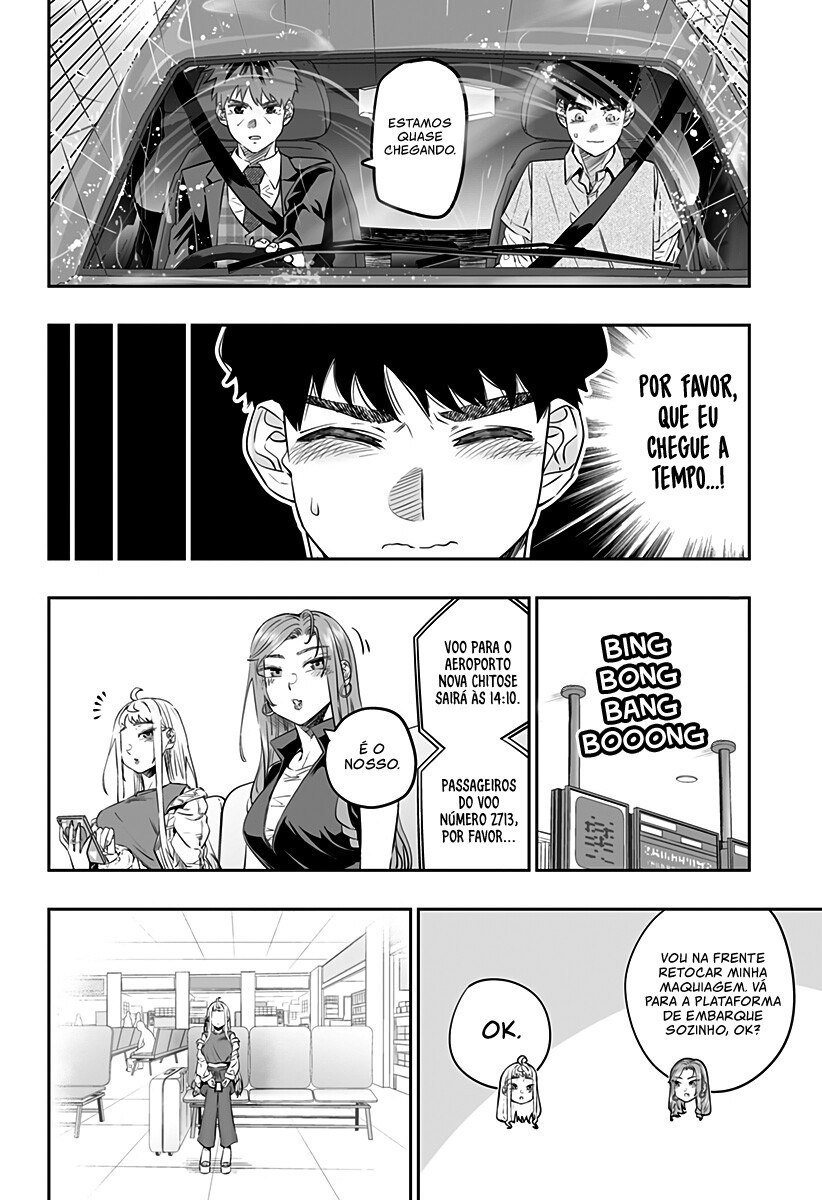 ESTAMOS
QUASE
CHEGANDO.
POR FAVOR,
QUE EU
CHEGUE A
TEMPO...!
BING
BONG
BANG
BOOONG
VOO PARA O
AEROPORTO
NOVA CHITOSE
SAIRÁ ÀS 14:10.
PASSAGEIROS
DO VOO
NÚMERO 2713,
POR FAVOR...
É O
NOSSO.
VOU NA FRENTE
RETOCAR MINHA
MAQUIAGEM. VÁ
PARA A PLATAFORMA
DE EMBARQUE
SOZINHO, OK?
OK.